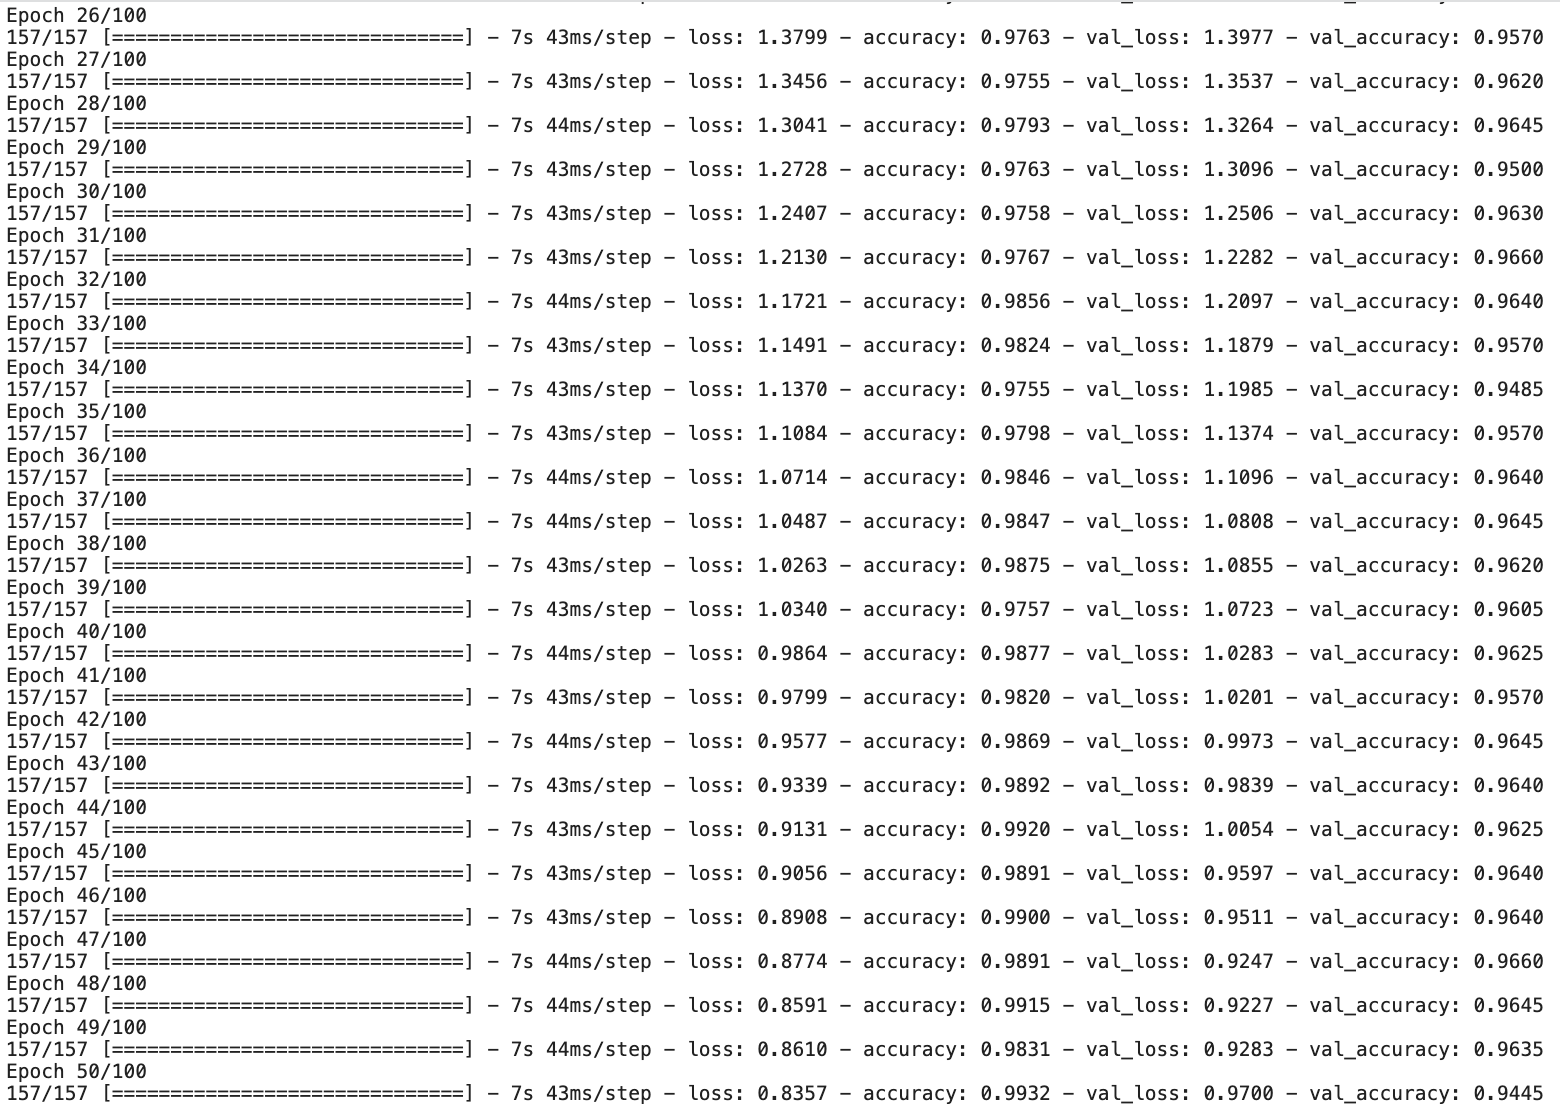 Epoch 26/100
157/157 [==============================] - 7s 43ms/step - loss: 1.3799 - accuracy: 0.9763 - val_loss: 1.3977 - val_accuracy: 0.9570
Epoch 27/100
157/157 [==============================] - 7s 43ms/step - loss: 1.3456 - accuracy: 0.9755 - val_loss: 1.3537 - val_accuracy: 0.9620
Epoch 28/100
157/157 [==============================] - 7s 44ms/step - loss: 1.3041 - accuracy: 0.9793 - val_loss: 1.3264 - val_accuracy: 0.9645
Epoch 29/100
157/157 [==============================] - 7s 43ms/step - loss: 1.2728 - accuracy: 0.9763 - val_loss: 1.3096 - val_accuracy: 0.9500
Epoch 30/100
157/157 [==============================] - 7s 43ms/step - loss: 1.2407 - accuracy: 0.9758 - val_loss: 1.2506 - val_accuracy: 0.9630
Epoch 31/100
157/157 [==============================] - 7s 43ms/step - loss: 1.2130 - accuracy: 0.9767 - val_loss: 1.2282 - val_accuracy: 0.9660
Epoch 32/100
157/157 [==============================] - 7s 44ms/step - loss: 1.1721 - accuracy: 0.9856 - val_loss: 1.2097 - val_accuracy: 0.9640
Epoch 33/100
157/157 [==============================] - 7s 43ms/step - loss: 1.1491 - accuracy: 0.9824 - val_loss: 1.1879 - val_accuracy: 0.9570
Epoch 34/100
157/157 [==============================] - 7s 43ms/step - loss: 1.1370 - accuracy: 0.9755 - val_loss: 1.1985 - val_accuracy: 0.9485
Epoch 35/100
157/157 [==============================] - 7s 43ms/step - loss: 1.1084 - accuracy: 0.9798 - val_loss: 1.1374 - val_accuracy: 0.9570
Epoch 36/100
157/157 [==============================] - 7s 44ms/step - loss: 1.0714 - accuracy: 0.9846 - val_loss: 1.1096 - val_accuracy: 0.9640
Epoch 37/100
157/157 [==============================] - 7s 44ms/step - loss: 1.0487 - accuracy: 0.9847 - val_loss: 1.0808 - val_accuracy: 0.9645
Epoch 38/100
157/157 [==============================] - 7s 43ms/step - loss: 1.0263 - accuracy: 0.9875 - val_loss: 1.0855 - val_accuracy: 0.9620
Epoch 39/100
157/157 [==============================] - 7s 43ms/step - loss: 1.0340 - accuracy: 0.9757 - val_loss: 1.0723 - val_accuracy: 0.9605
Epoch 40/100
157/157 [==============================] - 7s 44ms/step - loss: 0.9864 - accuracy: 0.9877 - val_loss: 1.0283 - val_accuracy: 0.9625
Epoch 41/100
157/157 [==============================] - 7s 43ms/step - loss: 0.9799 - accuracy: 0.9820 - val_loss: 1.0201 - val_accuracy: 0.9570
Epoch 42/100
157/157 [==============================] - 7s 44ms/step - loss: 0.9577 - accuracy: 0.9869 - val_loss: 0.9973 - val_accuracy: 0.9645
Epoch 43/100
157/157 [==============================] - 7s 43ms/step - loss: 0.9339 - accuracy: 0.9892 - val_loss: 0.9839 - val_accuracy: 0.9640
Epoch 44/100
157/157 [==============================] - 7s 43ms/step - loss: 0.9131 - accuracy: 0.9920 - val_loss: 1.0054 - val_accuracy: 0.9625
Epoch 45/100
157/157 [==============================] - 7s 43ms/step - loss: 0.9056 - accuracy: 0.9891 - val_loss: 0.9597 - val_accuracy: 0.9640
Epoch 46/100
157/157 [==============================] - 7s 43ms/step - loss: 0.8908 - accuracy: 0.9900 - val_loss: 0.9511 - val_accuracy: 0.9640
Epoch 47/100
157/157 [==============================] - 7s 44ms/step - loss: 0.8774 - accuracy: 0.9891 - val_loss: 0.9247 - val_accuracy: 0.9660
Epoch 48/100
157/157 [==============================] - 7s 44ms/step - loss: 0.8591 - accuracy: 0.9915 - val_loss: 0.9227 - val_accuracy: 0.9645
Epoch 49/100
157/157 [==============================] - 7s 44ms/step - loss: 0.8610 - accuracy: 0.9831 - val_loss: 0.9283 - val_accuracy: 0.9635
Epoch 50/100
157/157 [==============================] - 7s 43ms/step - loss: 0.8357 - accuracy: 0.9932 - val_loss: 0.9700 - val_accuracy: 0.9445